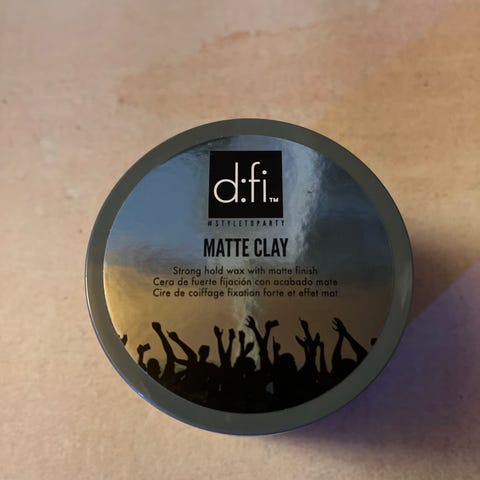 d:fi™
#STYLETOPARTY
MATTE CLAY
Strong hold wax with matte finish
Cera de fuerte fijación con acabado mate
Cire de coiffage fixation forte et effet mat